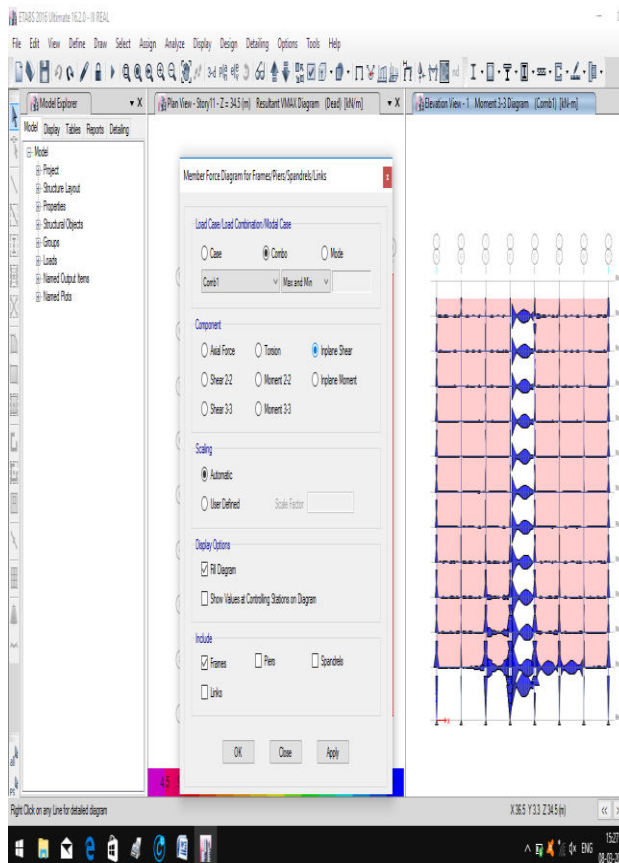 ETABS 2016 Ultimate 16.2.0 - III REAL
File Edit View Define Draw Select Assign Analyze Display Design Detailing Options Tools Help
Model Explorer
Plan View - Story11 - Z = 34.5 (m) Resultant VMAX Diagram (Dead) [kN/m]
Elevation View - 1 Moment 3-3 Diagram (Comb1) [kN-m]
Model Display Tables Reports Detailing
Model
Project
Structure Layout
Properties
Structural Objects
Groups
Loads
Named Output Items
Named Plots
Member Force Diagram for Frames/Piers/Spandrels/Links
Load Case/Load Combination/Modal Case
Case Combo Mode
Comb1 Max and Min
Component
Axial Force Torsion Inplane Shear
Shear 2-2 Moment 2-2 Inplane Moment
Shear 3-3 Moment 3-3
Scaling
Automatic
User Defined Scale Factor
Display Options
Fill Diagram
Show Values at Controlling Stations on Diagram
Include
Frames Piers Spandrels
Links
OK Close Apply
4.5
Right Click on any Line for detailed diagram
X 36.5 Y 3.3 Z 34.5 (m)
ENG
15:27